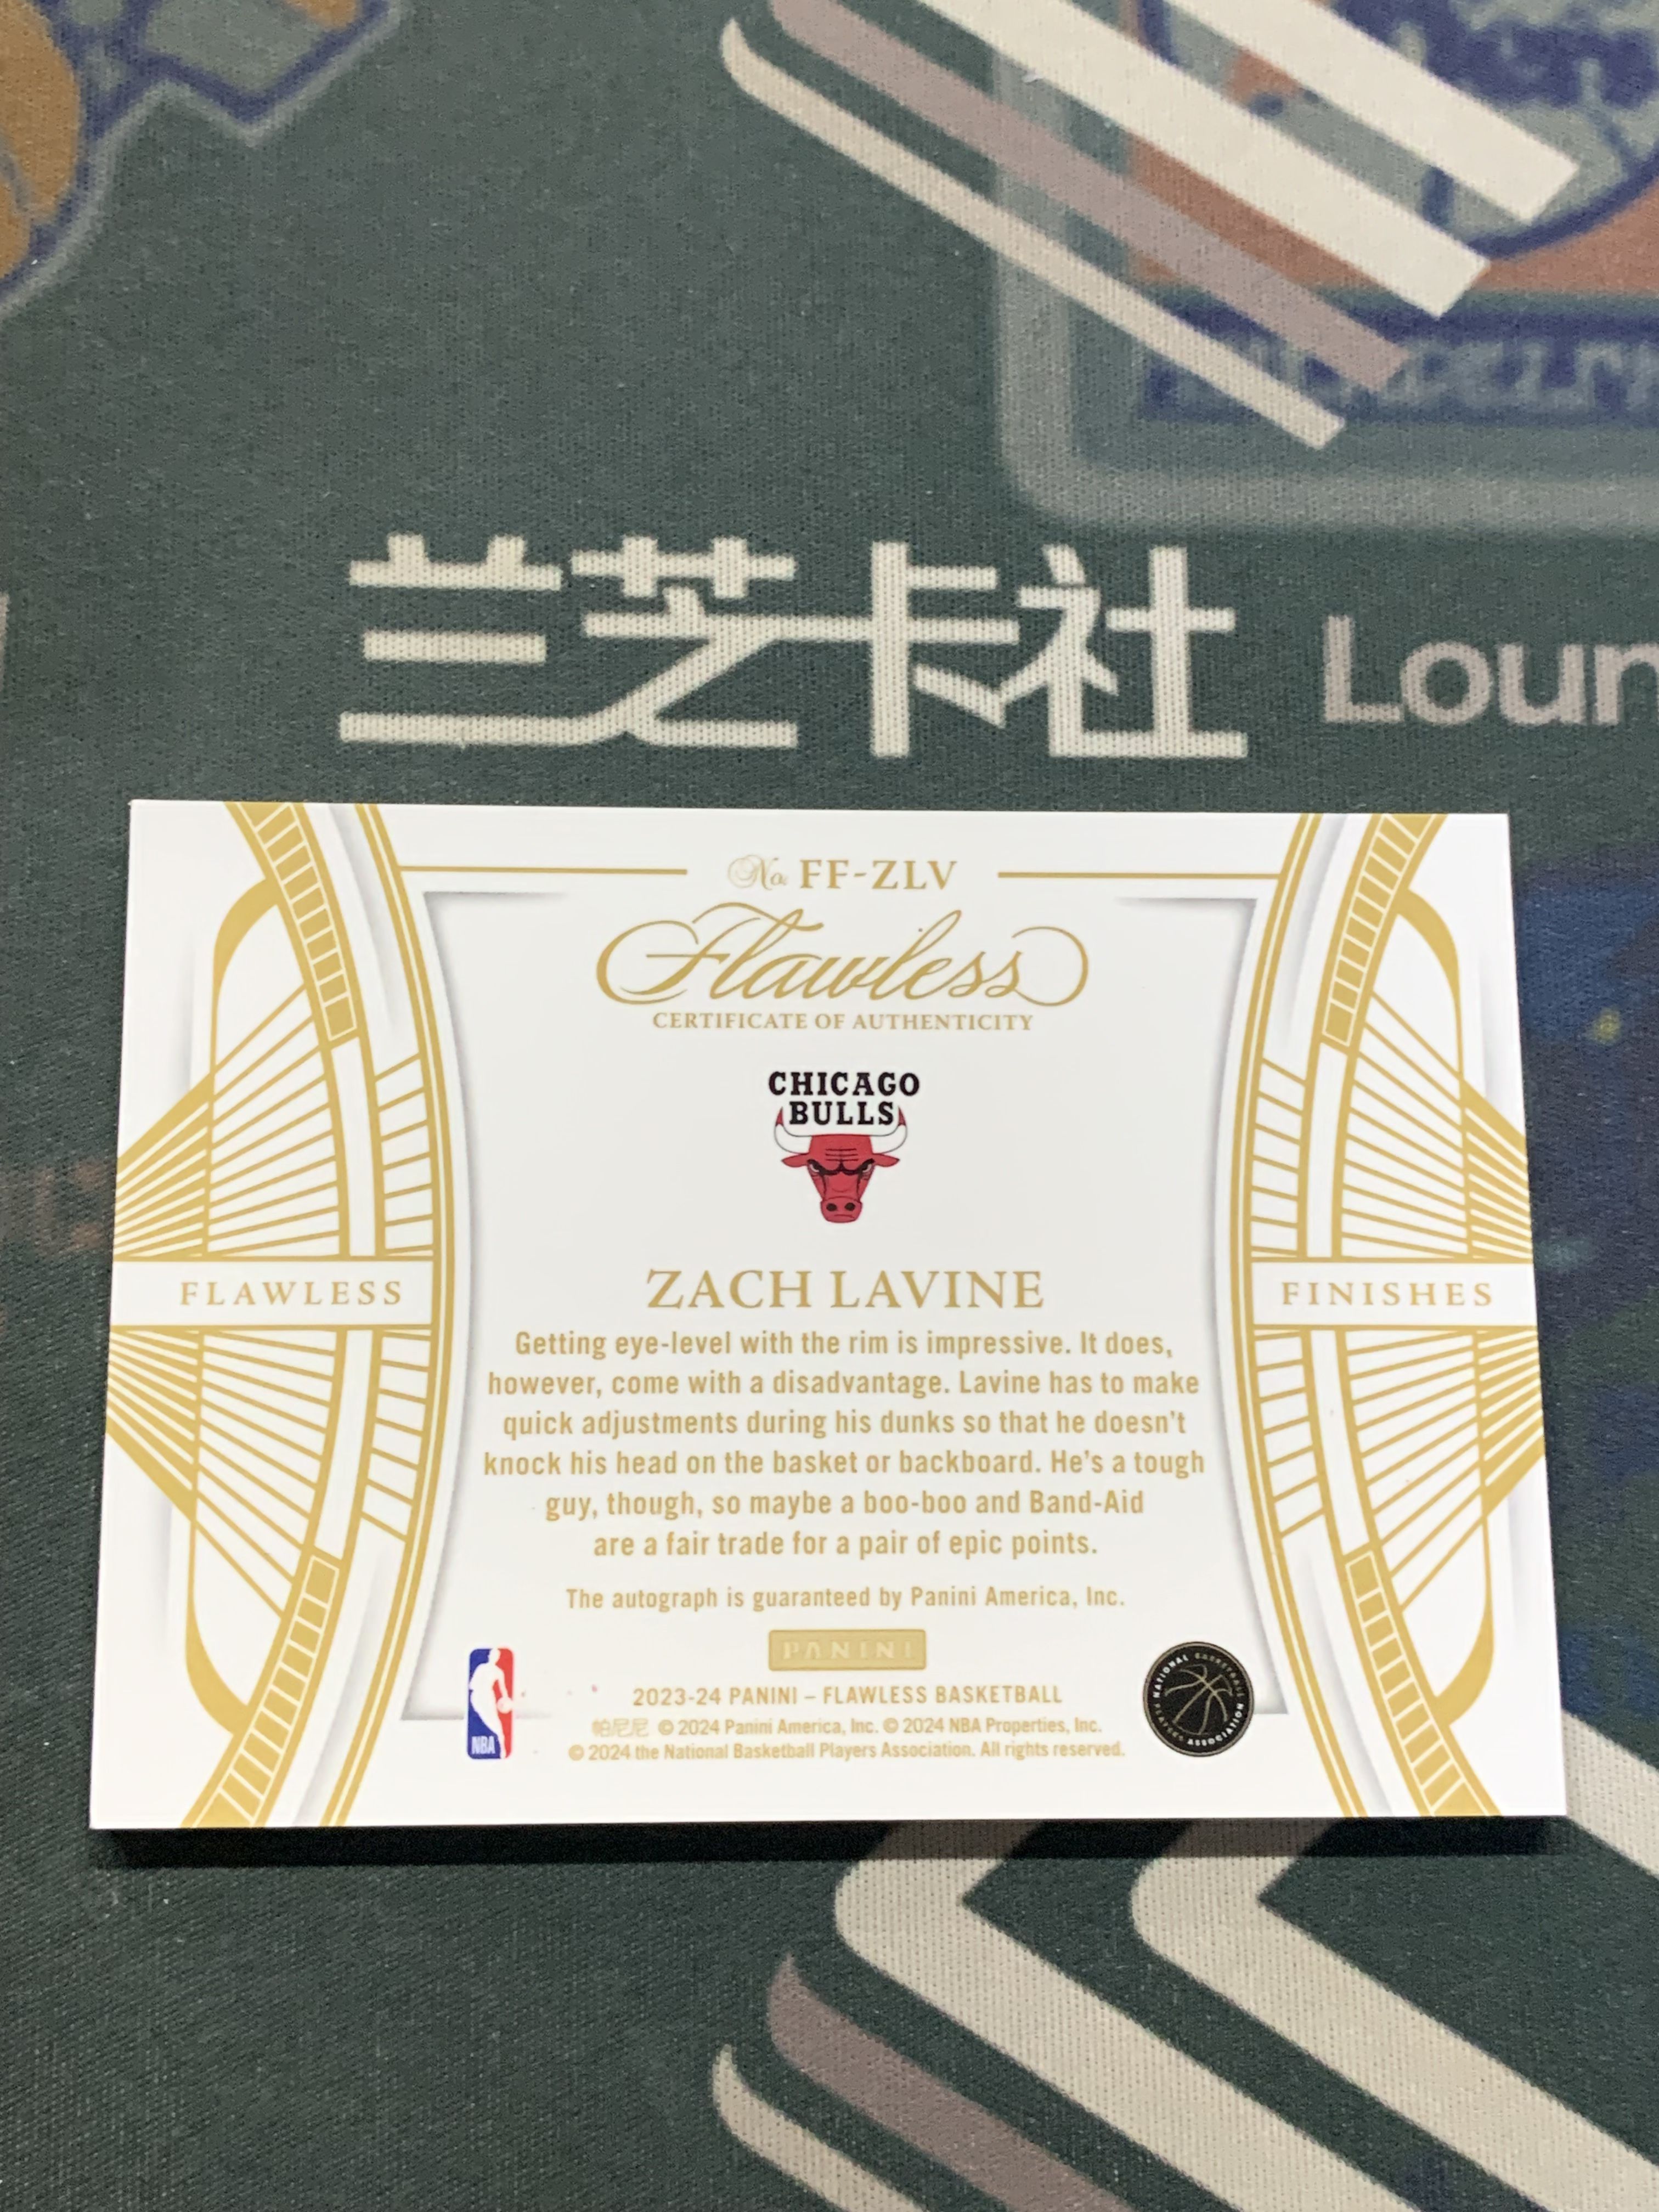 兰芝卡社 Loun
No. FF-ZLV
Flawless
CERTIFICATE OF AUTHENTICITY
CHICAGO
BULLS
FLAWLESS
FINISHES
ZACH LAVINE
Getting eye-level with the rim is impressive. It does,
however, come with a disadvantage. Lavine has to make
quick adjustments during his dunks so that he doesn't
knock his head on the basket or backboard. He's a tough
guy, though, so maybe a boo-boo and Band-Aid
are a fair trade for a pair of epic points.
The autograph is guaranteed by Panini America, Inc.
PANINI
2023-24 PANINI – FLAWLESS BASKETBALL
帕尼尼 © 2024 Panini America, Inc. © 2024 NBA Properties, Inc.
© 2024 the National Basketball Players Association. All rights reserved.
NBA
NATIONAL BASKETBALL PLAYERS ASSOCIATION